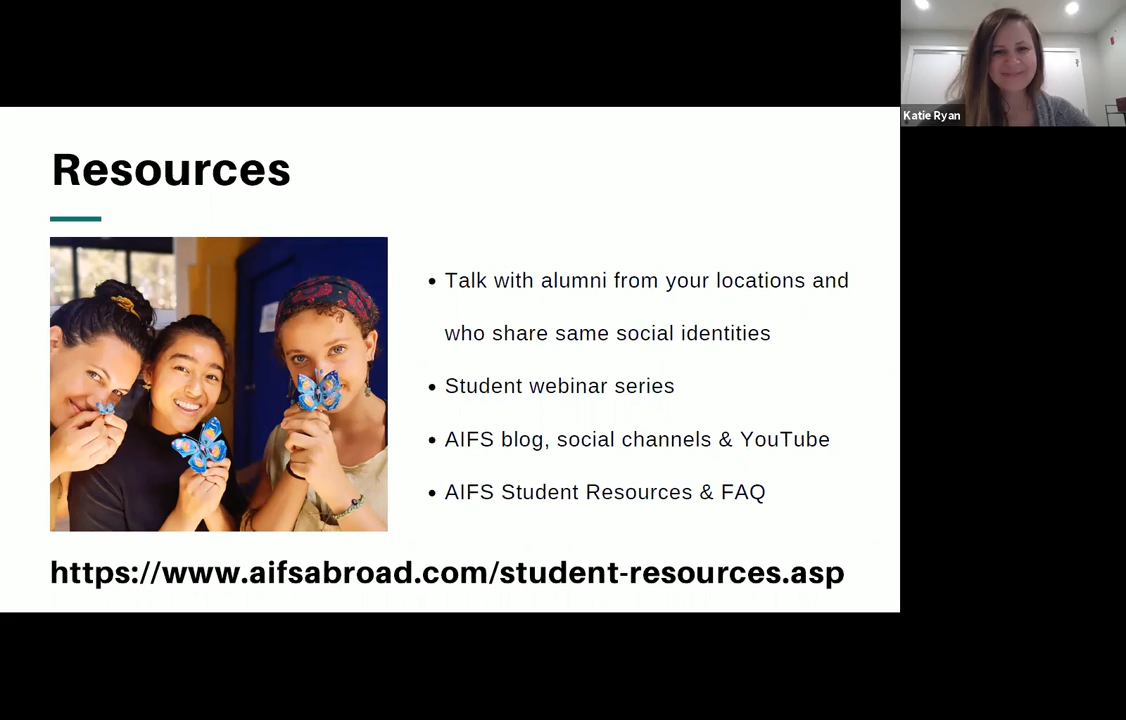 Katie Ryan
Resources
• Talk with alumni from your locations and
who share same social identities
• Student webinar series
• AIFS blog, social channels & YouTube
• AIFS Student Resources & FAQ
https://www.aifsabroad.com/student-resources.asp